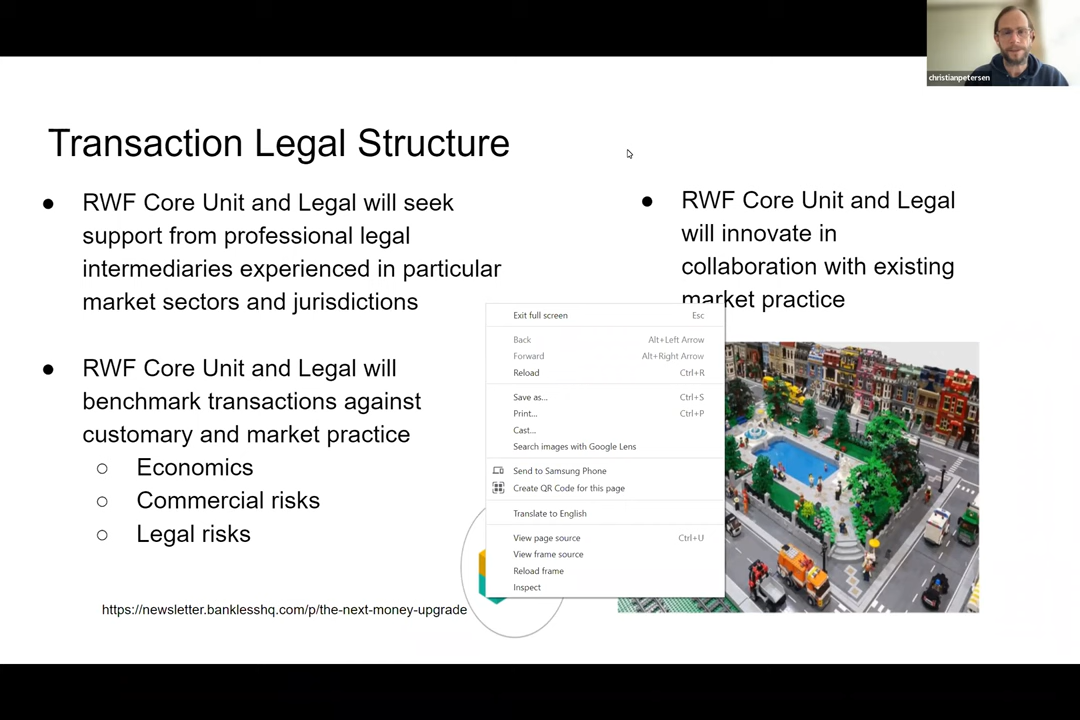 christianpetersen
Transaction Legal Structure
● RWF Core Unit and Legal will seek
support from professional legal
intermediaries experienced in particular
market sectors and jurisdictions
● RWF Core Unit and Legal will
benchmark transactions against
customary and market practice
○ Economics
○ Commercial risks
○ Legal risks
https://newsletter.banklesshq.com/p/the-next-money-upgrade
● RWF Core Unit and Legal
will innovate in
collaboration with existing
market practice
Exit full screen Esc
Back Alt+Left Arrow
Forward Alt+Right Arrow
Reload Ctrl+R
Save as... Ctrl+S
Print... Ctrl+P
Cast...
Search images with Google Lens
Send to Samsung Phone
Create QR Code for this page
Translate to English
View page source Ctrl+U
View frame source
Reload frame
Inspect